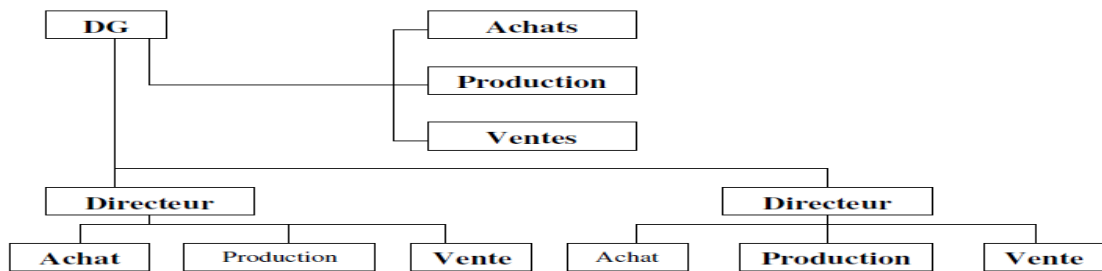 DG
Achats
Production
Ventes
Directeur
Directeur
Achat
Production
Vente
Achat
Production
Vente